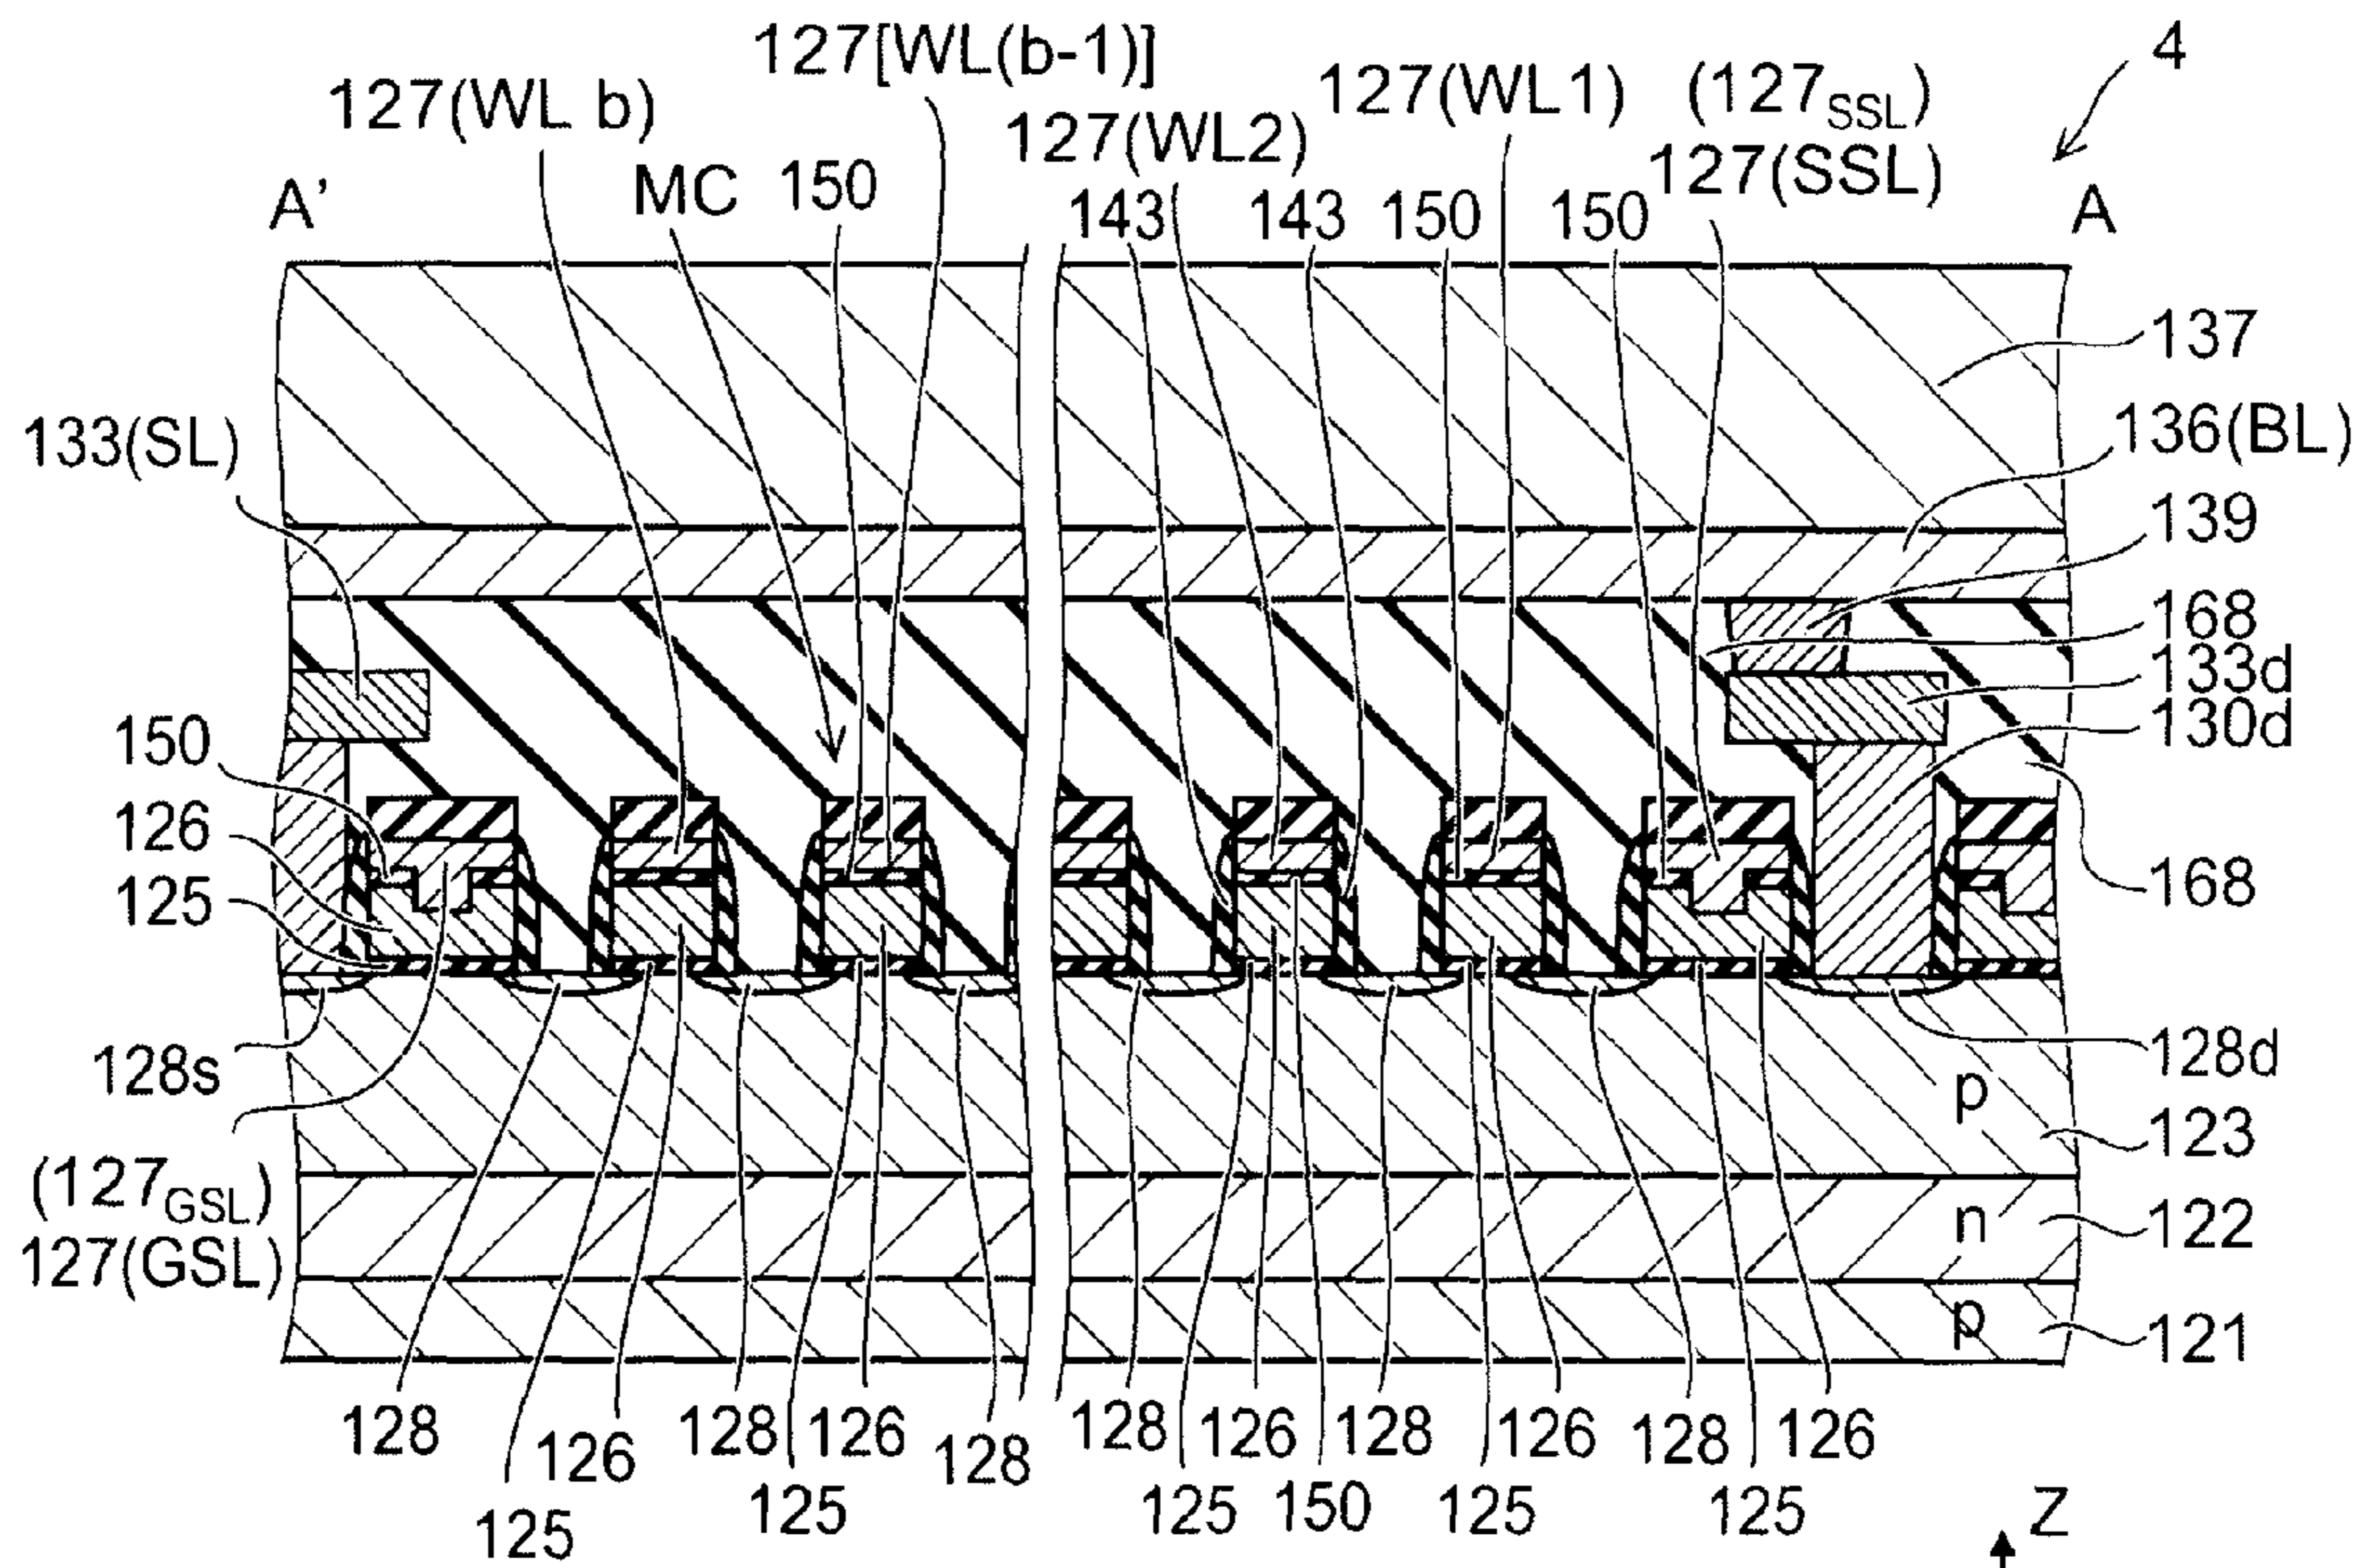 127[WL(b-1)]
4
127(WL b)
127(WL1)
(127SSL)
127(WL2)
127(SSL)
A’
MC
150
143
143
150
150
A
137
136(BL)
133(SL)
139
168
133d
130d
150
126
125
168
128s
128d
p
123
(127GSL)
127(GSL)
n
122
p
121
128
126
128
126
128
128
126
128
126
128
126
125
125
125
150
125
125
Z